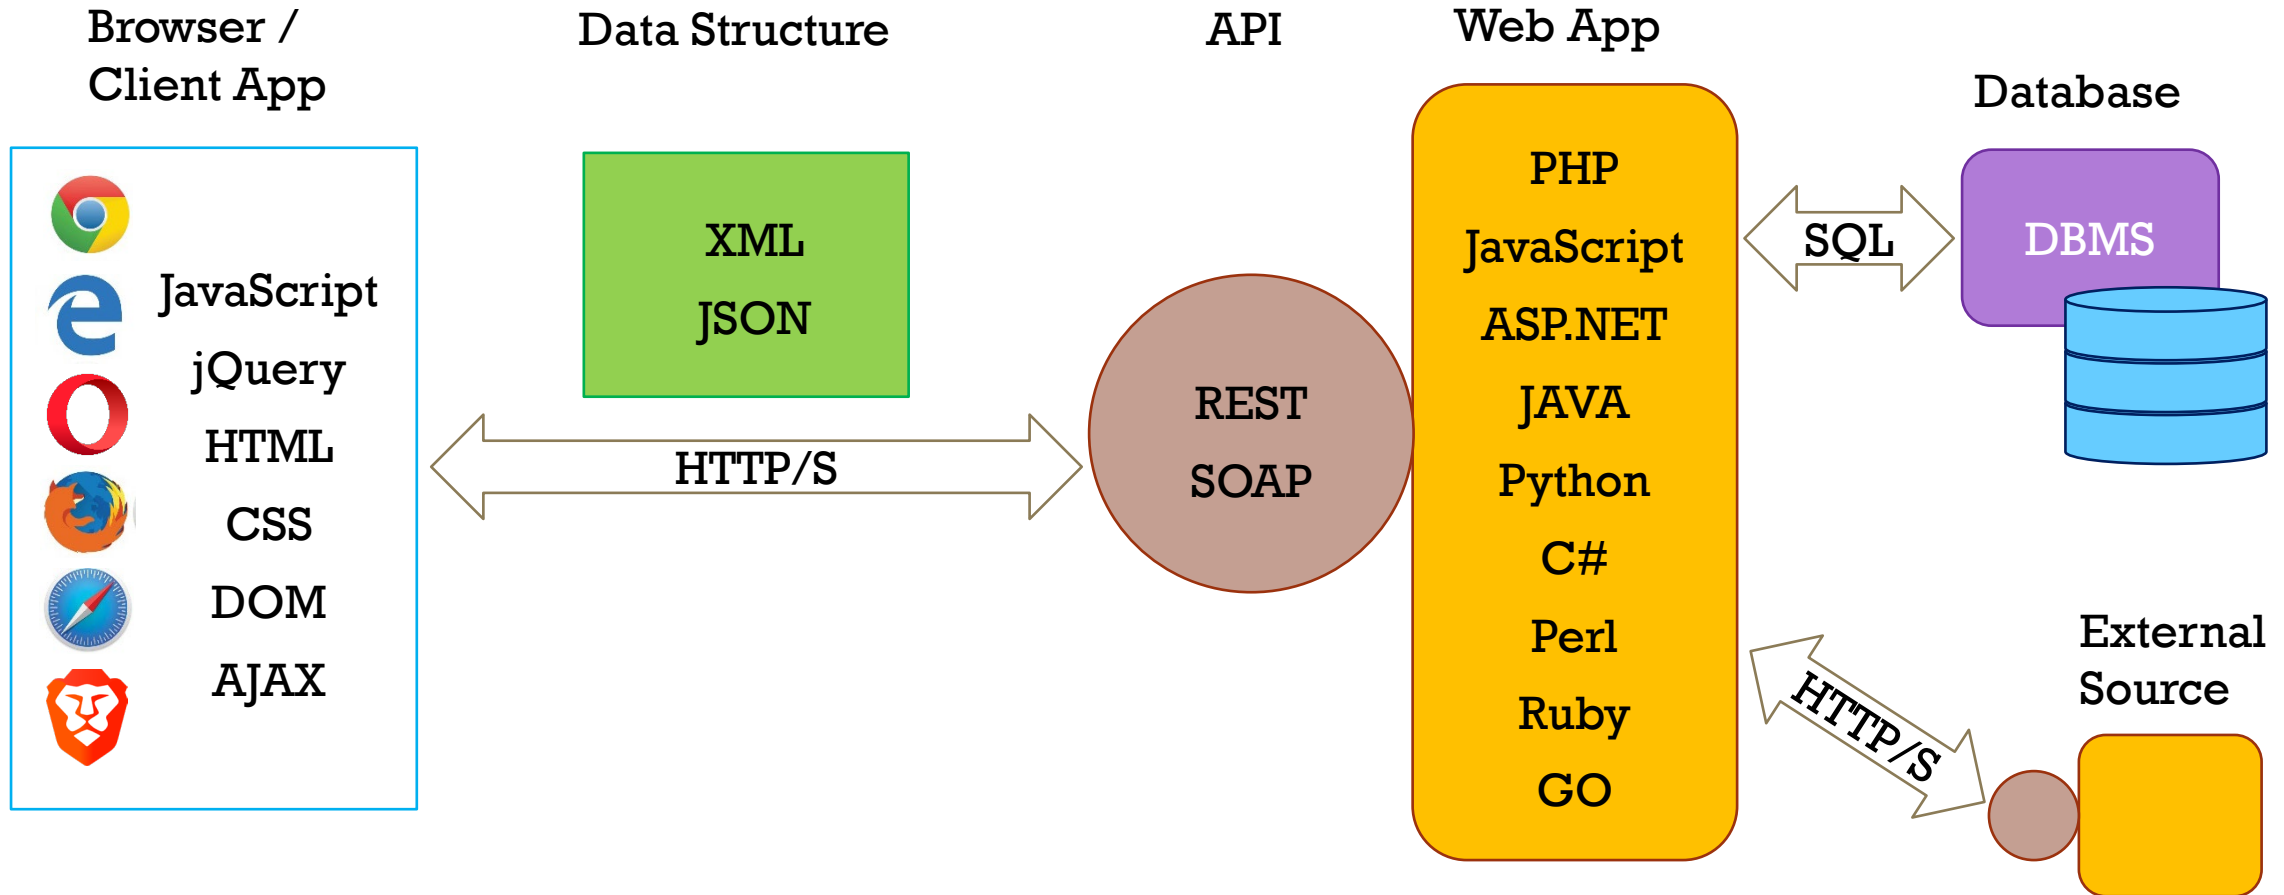 Browser /
Client App
JavaScript
jQuery
HTML
CSS
DOM
AJAX
Data Structure
XML
JSON
HTTP/S
API
REST
SOAP
Web App
PHP
JavaScript
ASP.NET
JAVA
Python
C#
Perl
Ruby
GO
SQL
Database
DBMS
HTTP/S
External
Source